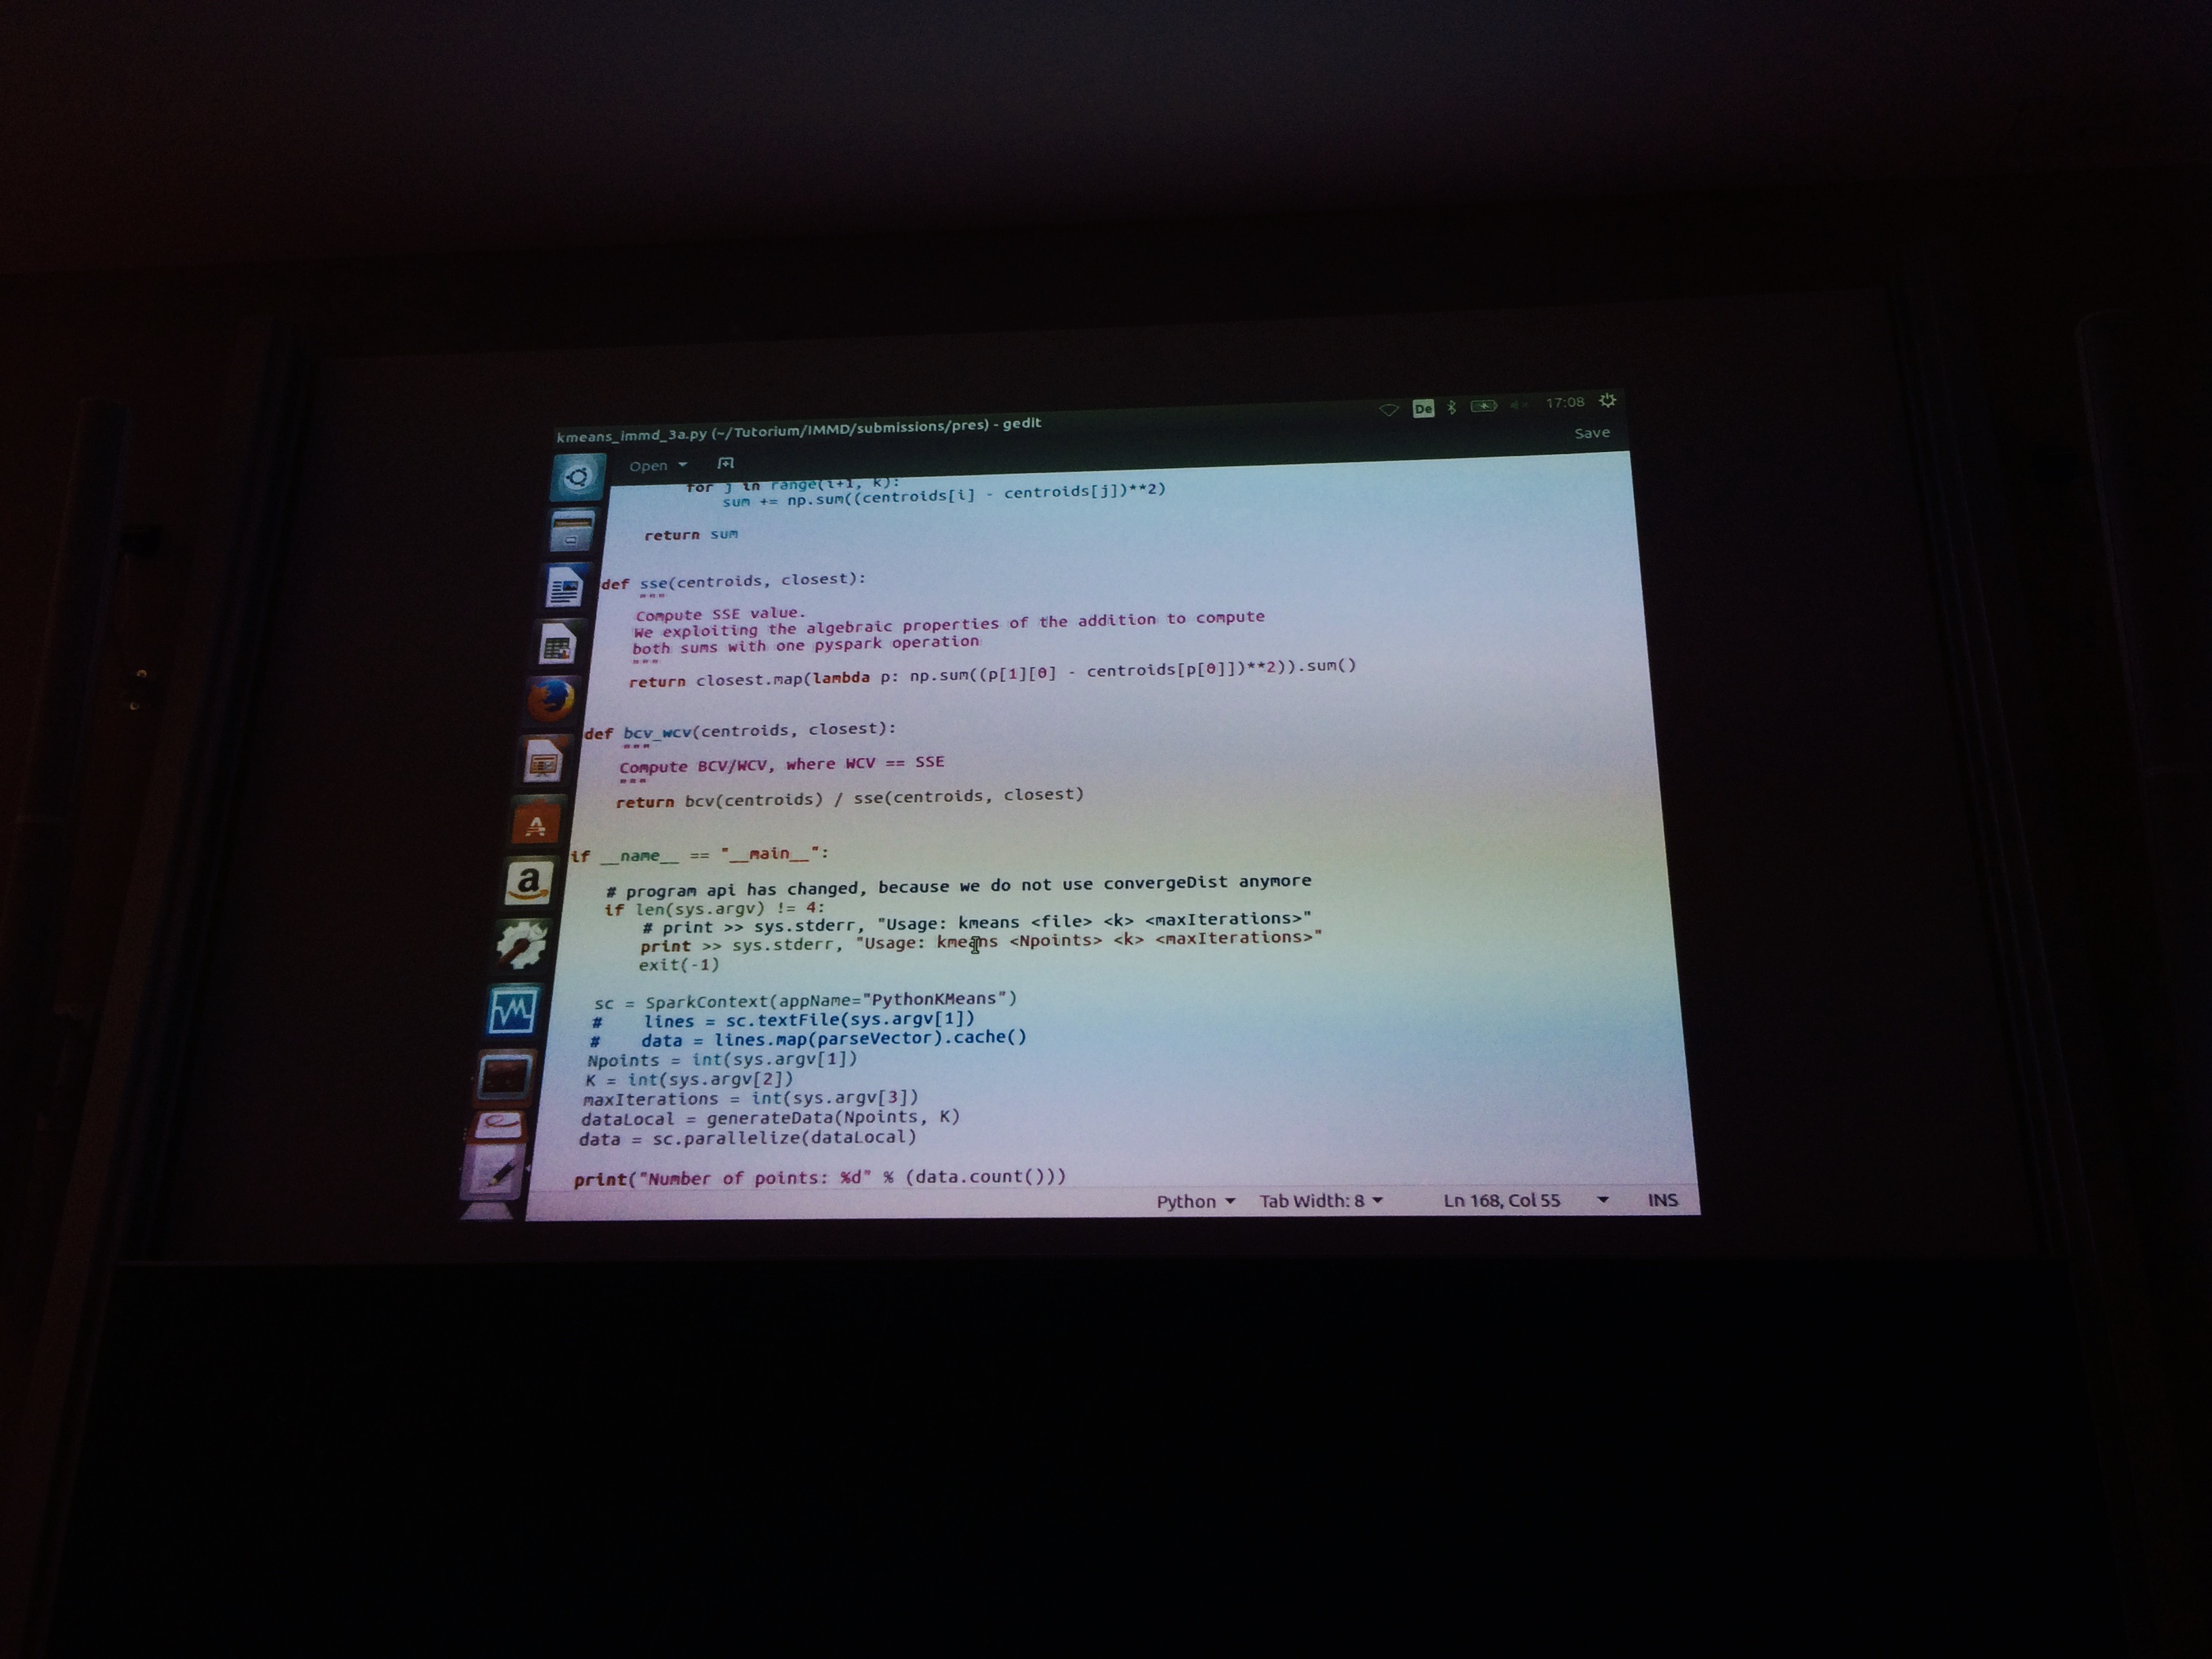 kmeans_immd_3a.py (~/Tutorium/IMMD/submissions/pres) - gedit
De 17:08
Open Save
for j in range(i+1, k):
sum += np.sum((centroids[i] - centroids[j])**2)
return sum
def sse(centroids, closest):
"""
Compute SSE value.
We exploiting the algebraic properties of the addition to compute
both sums with one pyspark operation
"""
return closest.map(lambda p: np.sum((p[1][0] - centroids[p[0]])**2)).sum()
def bcv_wcv(centroids, closest):
"""
Compute BCV/WCV, where WCV == SSE
"""
return bcv(centroids) / sse(centroids, closest)
if __name__ == "__main__":
# program api has changed, because we do not use convergeDist anymore
if len(sys.argv) != 4:
# print >> sys.stderr, "Usage: kmeans <file> <k> <maxIterations>"
print >> sys.stderr, "Usage: kmeans <Npoints> <k> <maxIterations>"
exit(-1)
sc = SparkContext(appName="PythonKMeans")
# lines = sc.textFile(sys.argv[1])
# data = lines.map(parseVector).cache()
Npoints = int(sys.argv[1])
K = int(sys.argv[2])
maxIterations = int(sys.argv[3])
dataLocal = generateData(Npoints, K)
data = sc.parallelize(dataLocal)
print("Number of points: %d" % (data.count()))
Python Tab Width: 8 Ln 168, Col 55 INS